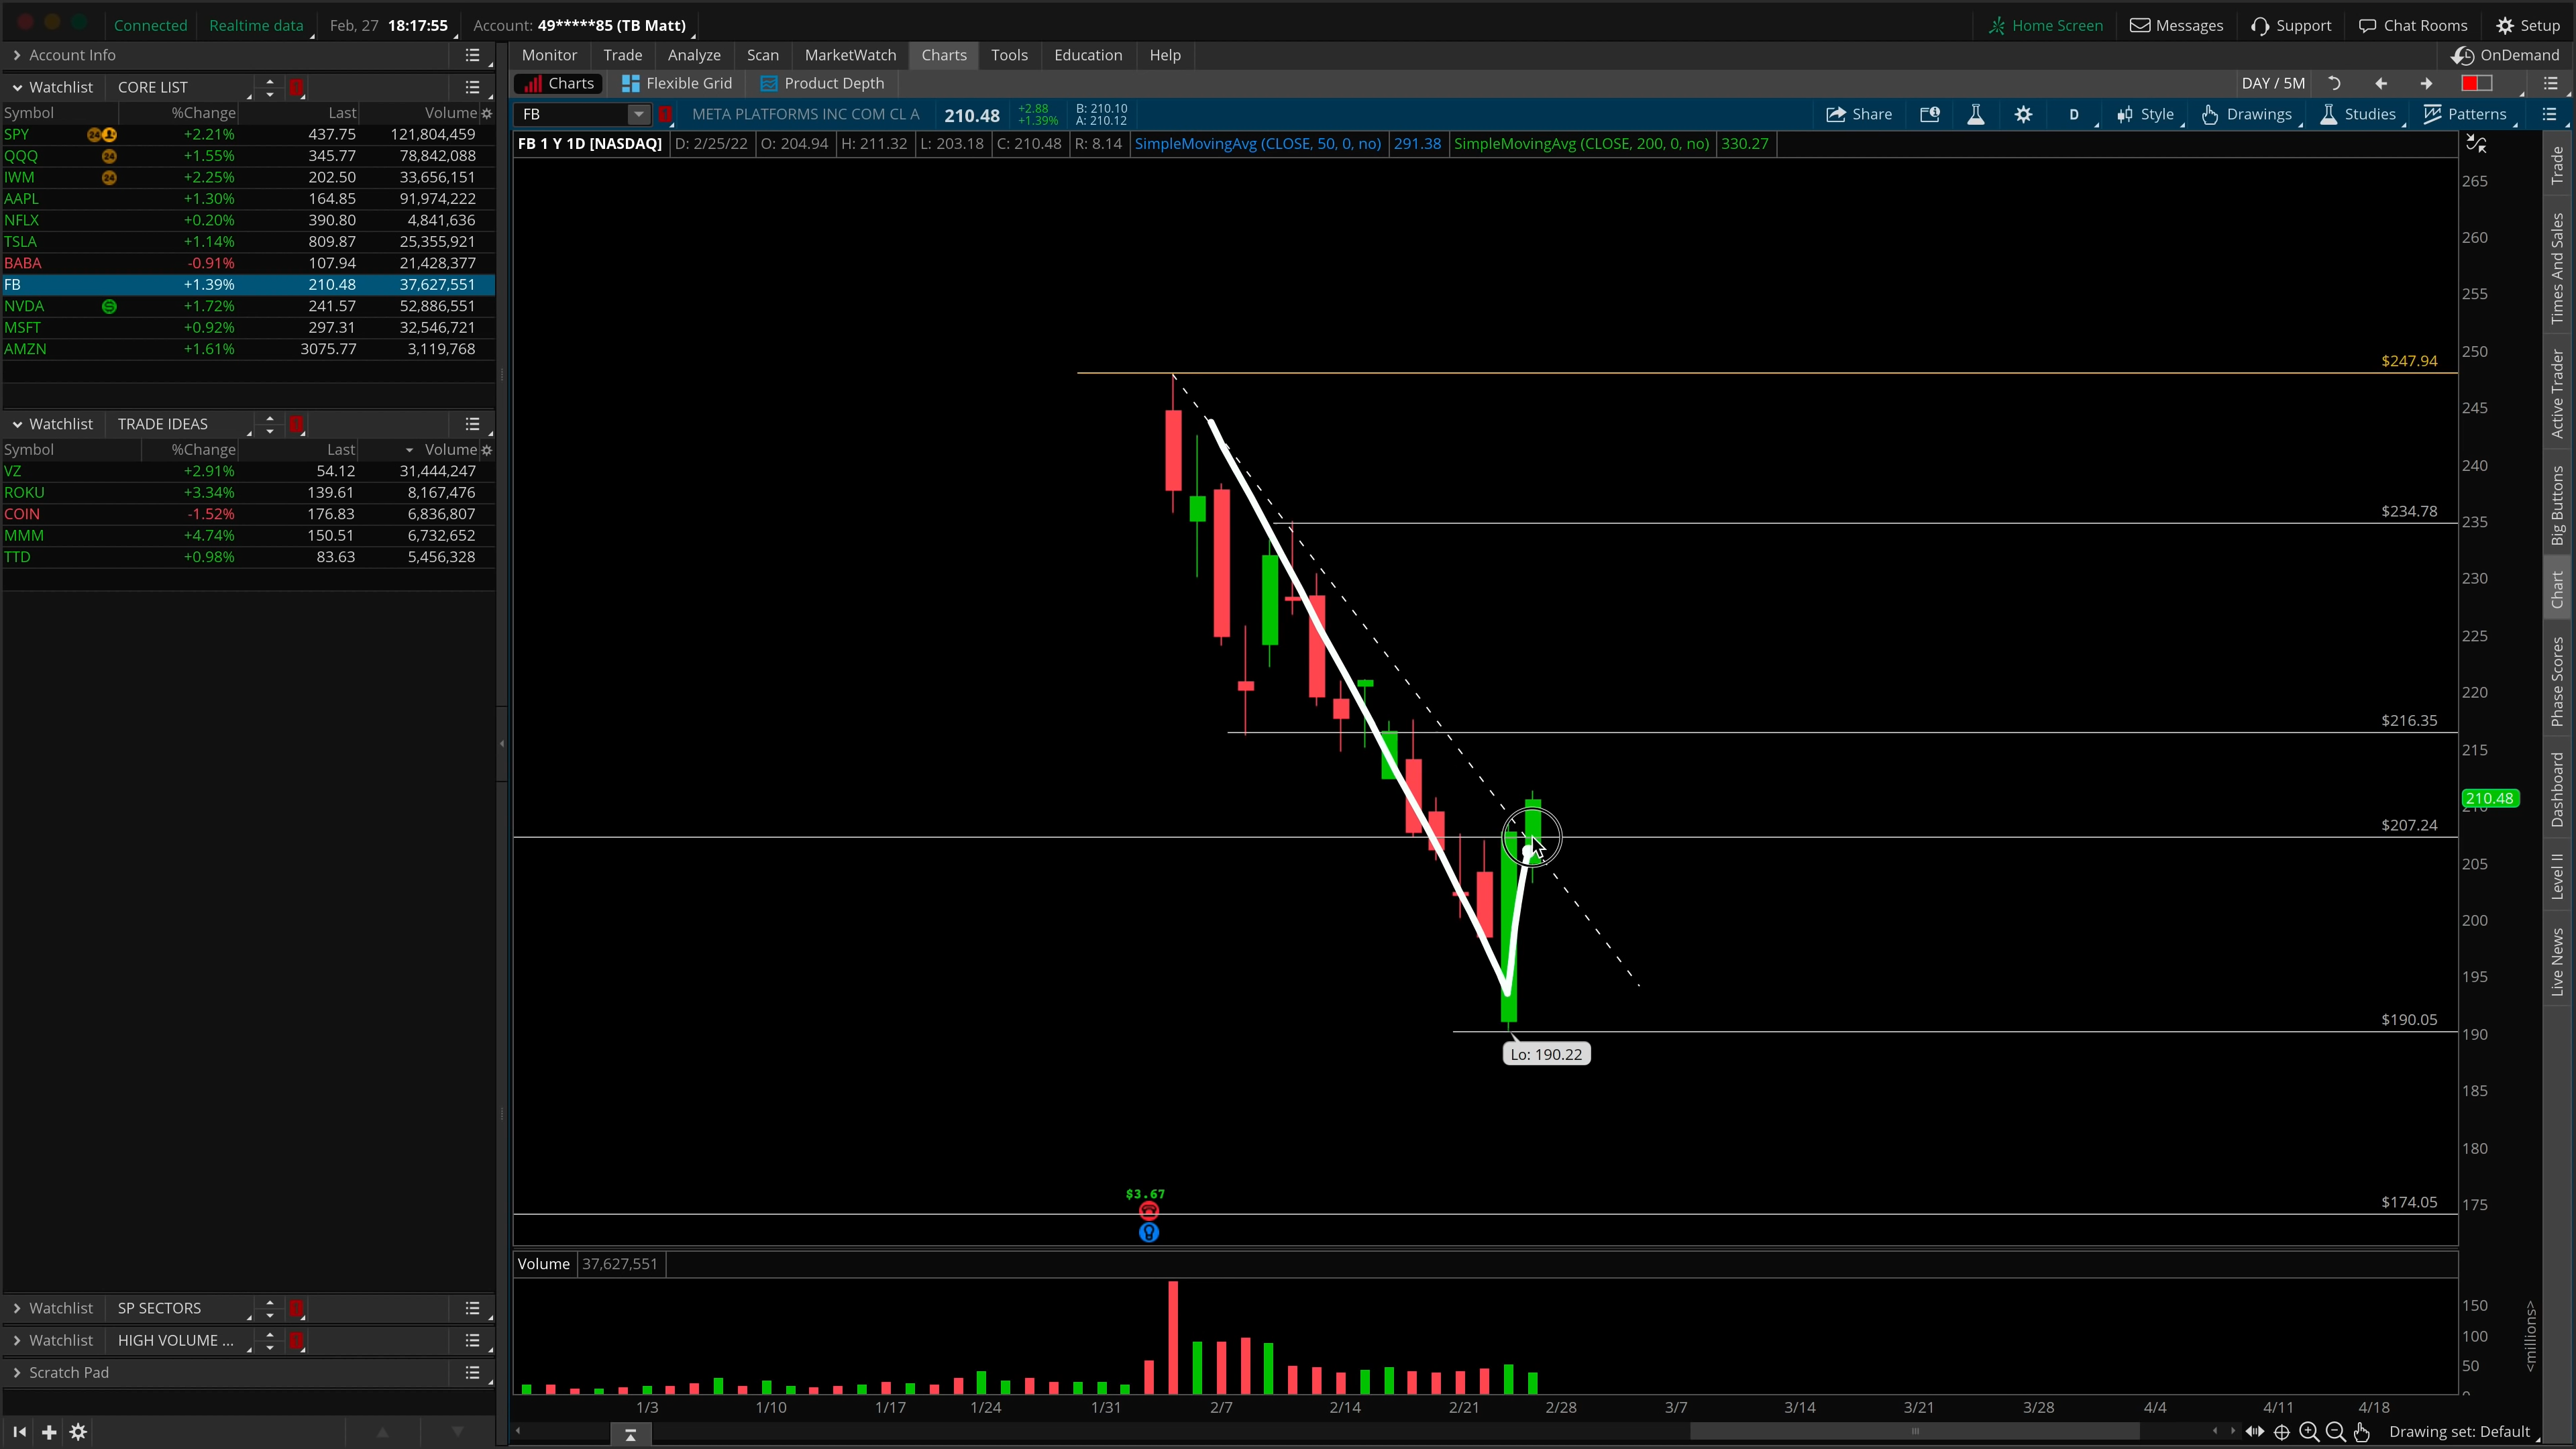 Connected Realtime data Feb, 27 18:17:55 Account: 49*****85 (TB Matt) Home Screen Messages Support Chat Rooms Setup
Account Info
Monitor Trade Analyze Scan MarketWatch Charts Tools Education Help OnDemand
Charts Flexible Grid Product Depth DAY / 5M
FB META PLATFORMS INC COM CL A 210.48 +2.88 +1.39% B: 210.10 A: 210.12 Share D Style Drawings Studies Patterns
FB 1 Y 1D [NASDAQ] D: 2/25/22 O: 204.94 H: 211.32 L: 203.18 C: 210.48 R: 8.14 SimpleMovingAvg (CLOSE, 50, 0, no) 291.38 SimpleMovingAvg (CLOSE, 200, 0, no) 330.27
Watchlist CORE LIST
Symbol %Change Last Volume
SPY +2.21% 437.75 121,804,459
QQQ +1.55% 345.77 78,842,088
IWM +2.25% 202.50 33,656,151
AAPL +1.30% 164.85 91,974,222
NFLX +0.20% 390.80 4,841,636
TSLA +1.14% 809.87 25,355,921
BABA -0.91% 107.94 21,428,377
FB +1.39% 210.48 37,627,551
NVDA +1.72% 241.57 52,886,551
MSFT +0.92% 297.31 32,546,721
AMZN +1.61% 3075.77 3,119,768
Watchlist TRADE IDEAS
Symbol %Change Last Volume
VZ +2.91% 54.12 31,444,247
ROKU +3.34% 139.61 8,167,476
COIN -1.52% 176.83 6,836,807
MMM +4.74% 150.51 6,732,652
TTD +0.98% 83.63 5,456,328
Watchlist SP SECTORS
Watchlist HIGH VOLUME ...
Scratch Pad
265
260
255
250
$247.94
245
240
235
$234.78
230
225
220
$216.35
215
210.48
$207.24
205
200
195
$190.05
190
Lo: 190.22
185
180
$174.05
175
$3.67
Volume 37,627,551
150
100
50
0
<millions>
1/3 1/10 1/17 1/24 1/31 2/7 2/14 2/21 2/28 3/7 3/14 3/21 3/28 4/4 4/11 4/18
Drawing set: Default
Trade
Times And Sales
Active Trader
Big Buttons
Chart
Phase Scores
Dashboard
Level II
Live News